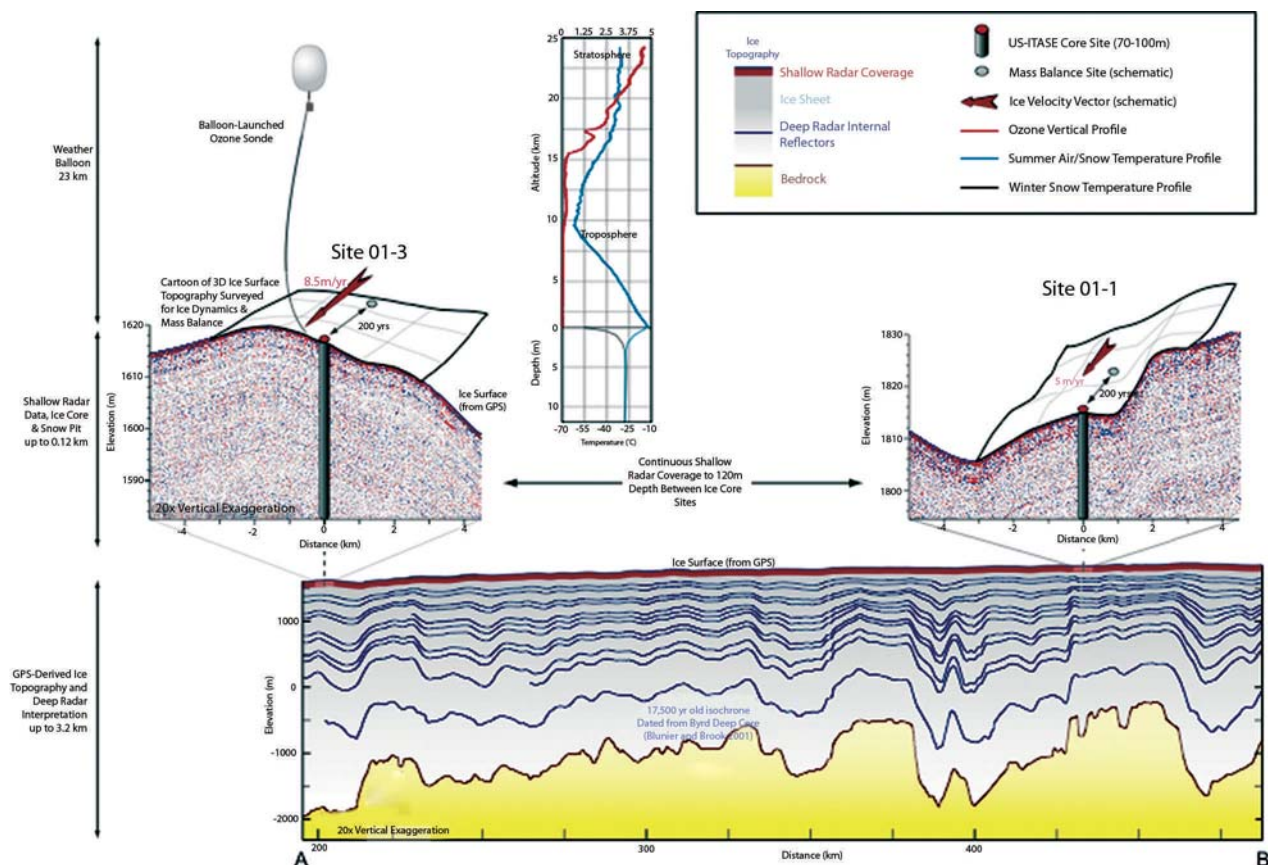 Weather
Balloon
23 km
Shallow Radar
Data, Ice Core
& Snow Pit
up to 0.12 km
GPS-Derived Ice
Topography and
Deep Radar
Interpretation
up to 3.2 km
Balloon-Launched
Ozone Sonde
0 1.25 2.5 3.75 5
Stratosphere
Troposphere
Altitude (km)
25
20
15
10
5
0
Depth (m)
5
10
-70 -55 -40 -25 -10
Temperature (°C)
Ice
Topography
Shallow Radar Coverage
Ice Sheet
Deep Radar Internal
Reflectors
Bedrock
US-ITASE Core Site (70-100m)
Mass Balance Site (schematic)
Ice Velocity Vector (schematic)
Ozone Vertical Profile
Summer Air/Snow Temperature Profile
Winter Snow Temperature Profile
Site 01-3
8.5m/yr
Cartoon of 3D Ice Surface
Topography Surveyed
for Ice Dynamics &
Mass Balance
200 yrs
Elevation (m)
1620
1610
1600
1590
Ice Surface
(from GPS)
20x Vertical Exaggeration
-4 -2 0 2 4
Distance (km)
Continuous Shallow
Radar Coverage to 120m
Depth Between Ice Core
Sites
Site 01-1
5 m/yr
200 yrs
Elevation (m)
1830
1820
1810
1800
-4 -2 0 2 4
Distance (km)
Ice Surface (from GPS)
Elevation (m)
1000
0
-1000
-2000
17,500 yr old isochrone
Dated from Byrd Deep Core
(Blunier and Brook 2001)
20x Vertical Exaggeration
200 300 400
Distance (km)
A B